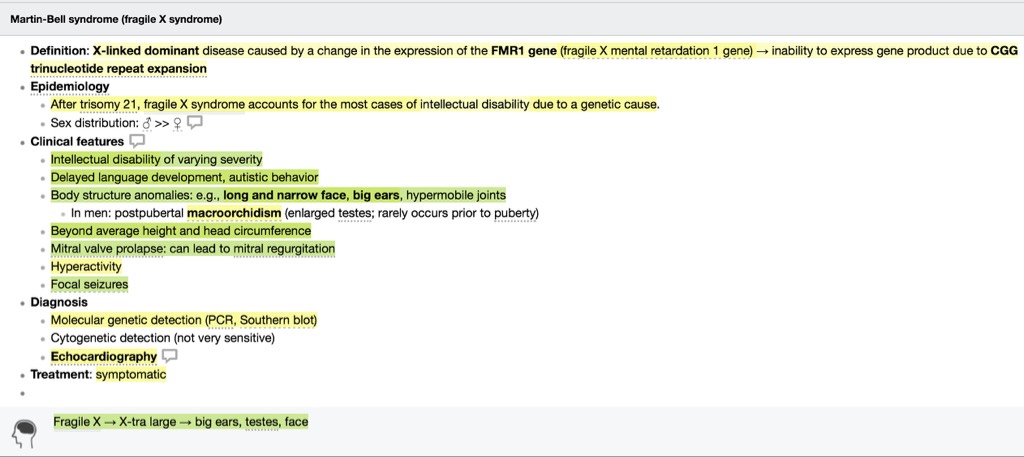 Martin-Bell syndrome (fragile X syndrome)
Definition: X-linked dominant disease caused by a change in the expression of the FMR1 gene (fragile X mental retardation 1 gene) → inability to express gene product due to CGG
trinucleotide repeat expansion
Epidemiology
After trisomy 21, fragile X syndrome accounts for the most cases of intellectual disability due to a genetic cause.
Sex distribution: ♂ >> ♀
Clinical features
Intellectual disability of varying severity
Delayed language development, autistic behavior
Body structure anomalies: e.g., long and narrow face, big ears, hypermobile joints
In men: postpubertal macroorchidism (enlarged testes; rarely occurs prior to puberty)
Beyond average height and head circumference
Mitral valve prolapse: can lead to mitral regurgitation
Hyperactivity
Focal seizures
Diagnosis
Molecular genetic detection (PCR, Southern blot)
Cytogenetic detection (not very sensitive)
Echocardiography
Treatment: symptomatic
Fragile X → X-tra large → big ears, testes, face